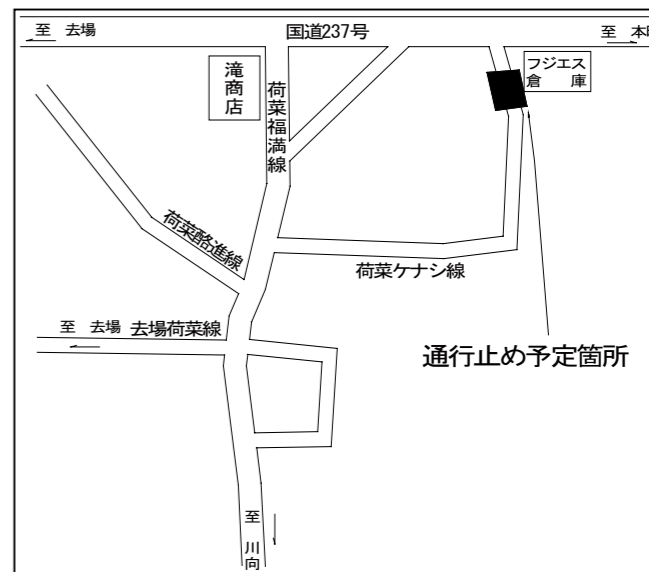 至 去場
国道237号
至 本町
滝商店
荷菜福満線
フジエス
倉庫
荷菜酪進線
荷菜ケナシ線
至 去場
去場荷菜線
通行止め予定箇所
至 川向